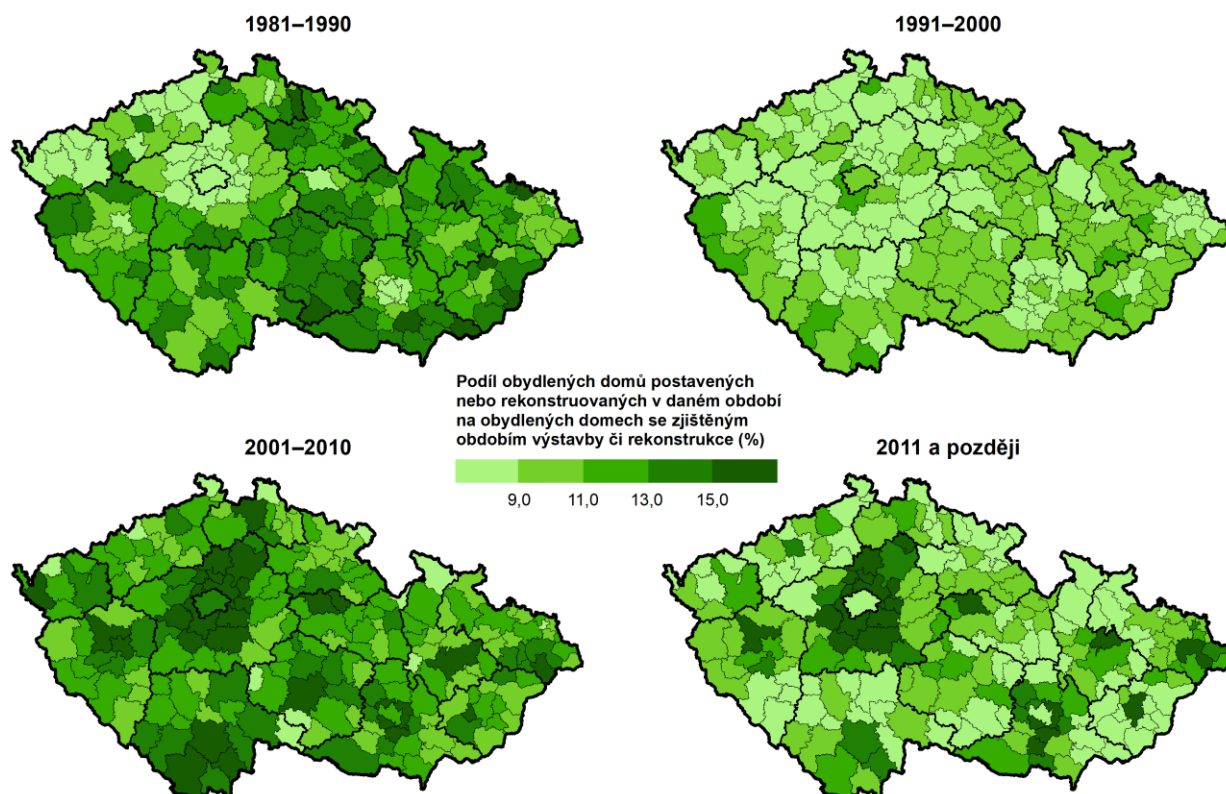 1981–1990
1991–2000
Podíl obydlených domů postavených
nebo rekonstruovaných v daném období
na obydlených domech se zjištěným
obdobím výstavby či rekonstrukce (%)
9,0 11,0 13,0 15,0
2001–2010
2011 a později